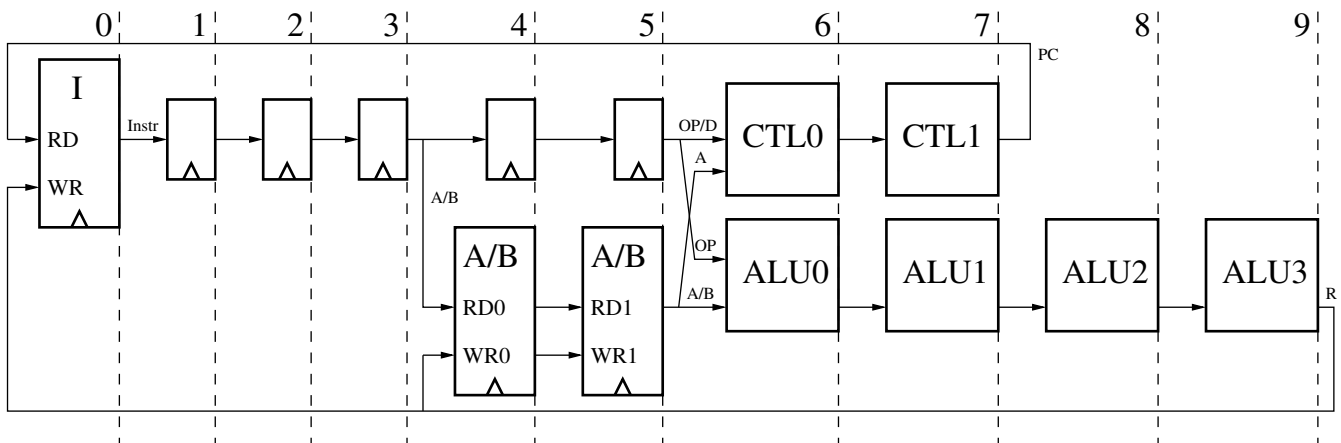 0 1 2 3 4 5 6 7 8 9
PC
I
RD
Instr
WR
OP/D
A
CTL0
CTL1
A/B
OP
A/B
A/B
RD0
RD1
WR0
WR1
A/B
ALU0
ALU1
ALU2
ALU3
R